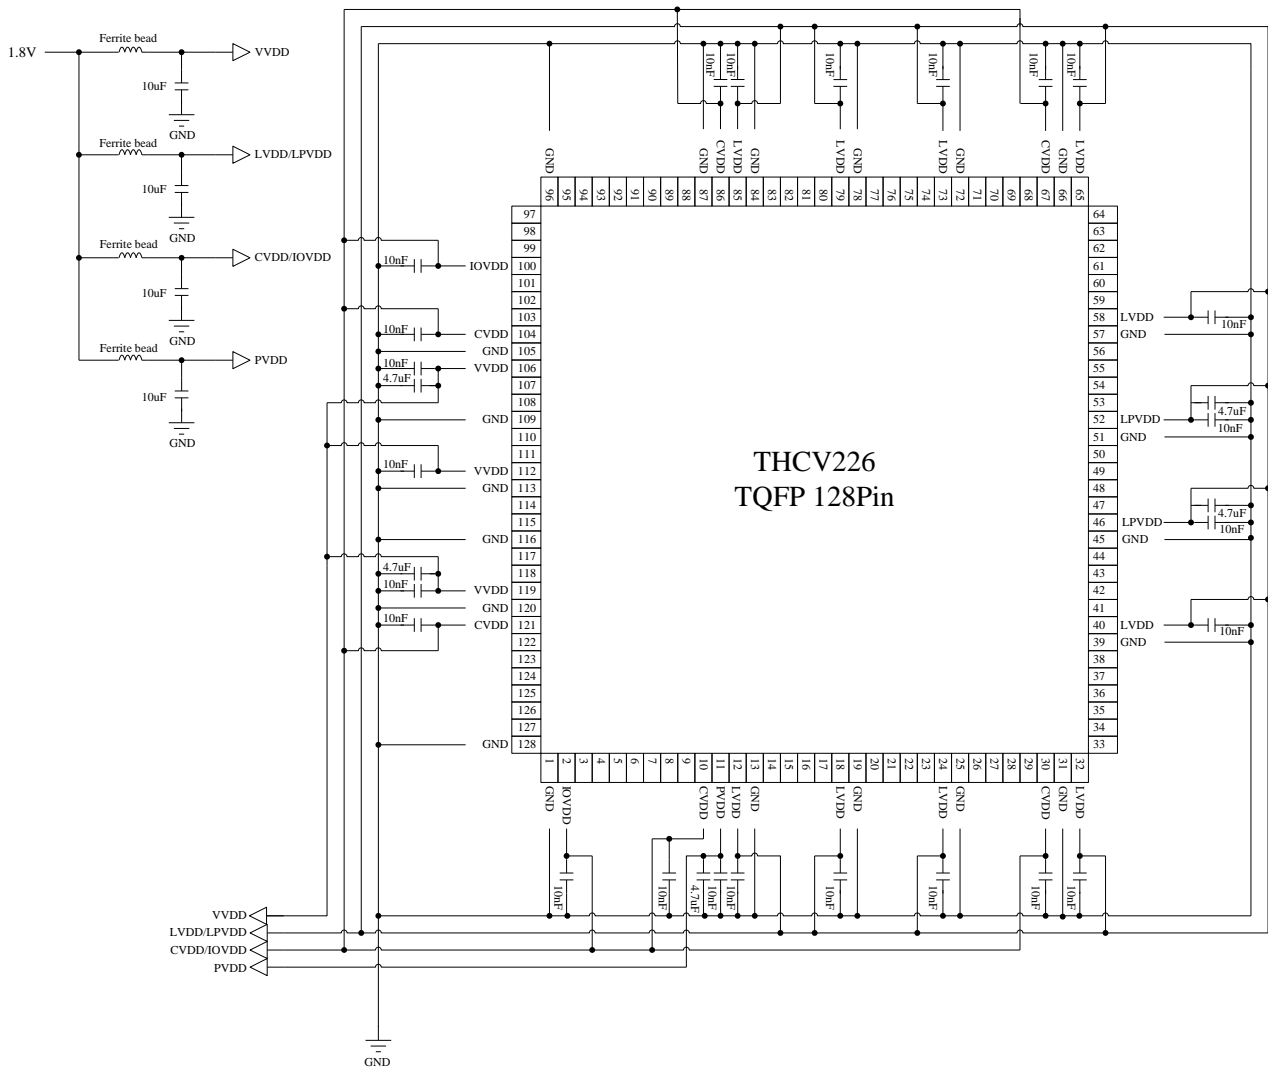 1.8V
Ferrite bead
VVDD
10uF
GND
Ferrite bead
LVDD/LPVDD
10uF
GND
Ferrite bead
CVDD/IOVDD
10uF
GND
Ferrite bead
PVDD
10uF
GND
10nF
10nF
10nF
10nF
10nF
10nF
GND
GND
CVDD
LVDD
GND
LVDD
GND
LVDD
GND
CVDD
GND
LVDD
96
95
94
93
92
91
90
89
88
87
86
85
84
83
82
81
80
79
78
77
76
75
74
73
72
71
70
69
68
67
66
65
97
98
99
10nF
IOVDD
100
101
102
103
10nF
CVDD
104
GND
105
10nF
VVDD
106
4.7uF
107
108
GND
109
110
111
10nF
VVDD
112
GND
113
114
115
GND
116
117
4.7uF
118
10nF
VVDD
119
GND
120
10nF
CVDD
121
122
123
124
125
126
127
GND
128
THCV226
TQFP 128Pin
64
63
62
61
60
59
58
LVDD
10nF
57
GND
56
55
54
53
4.7uF
52
LPVDD
10nF
51
GND
50
49
48
47
4.7uF
46
LPVDD
10nF
45
GND
44
43
42
41
40
LVDD
10nF
39
GND
38
37
36
35
34
33
1
2
3
4
5
6
7
8
9
10
11
12
13
14
15
16
17
18
19
20
21
22
23
24
25
26
27
28
29
30
31
32
GND
IOVDD
CVDD
PVDD
LVDD
GND
LVDD
GND
LVDD
GND
CVDD
GND
LVDD
10nF
10nF
4.7uF
10nF
10nF
10nF
10nF
10nF
10nF
VVDD
LVDD/LPVDD
CVDD/IOVDD
PVDD
GND